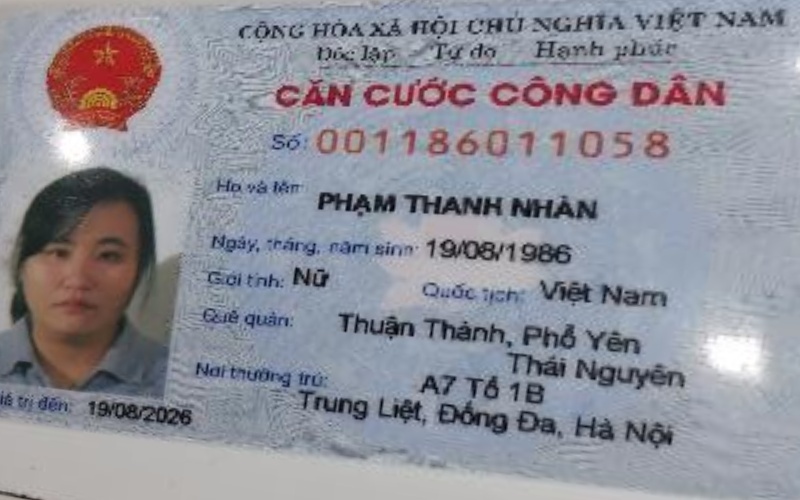 CỘNG HÒA XÃ HỘI CHỦ NGHĨA VIỆT NAM
Độc lập Tự do Hạnh phúc
CĂN CƯỚC CÔNG DÂN
Số: 001186011058
Họ và tên:
PHẠM THANH NHÀN
Ngày, tháng, năm sinh: 19/08/1986
Giới tính: Nữ Quốc tịch: Việt Nam
Quê quán: Thuận Thành, Phổ Yên
Thái Nguyên
Nơi thường trú: A7 Tổ 1B
Trung Liệt, Đống Đa, Hà Nội
trị đến: 19/08/2026